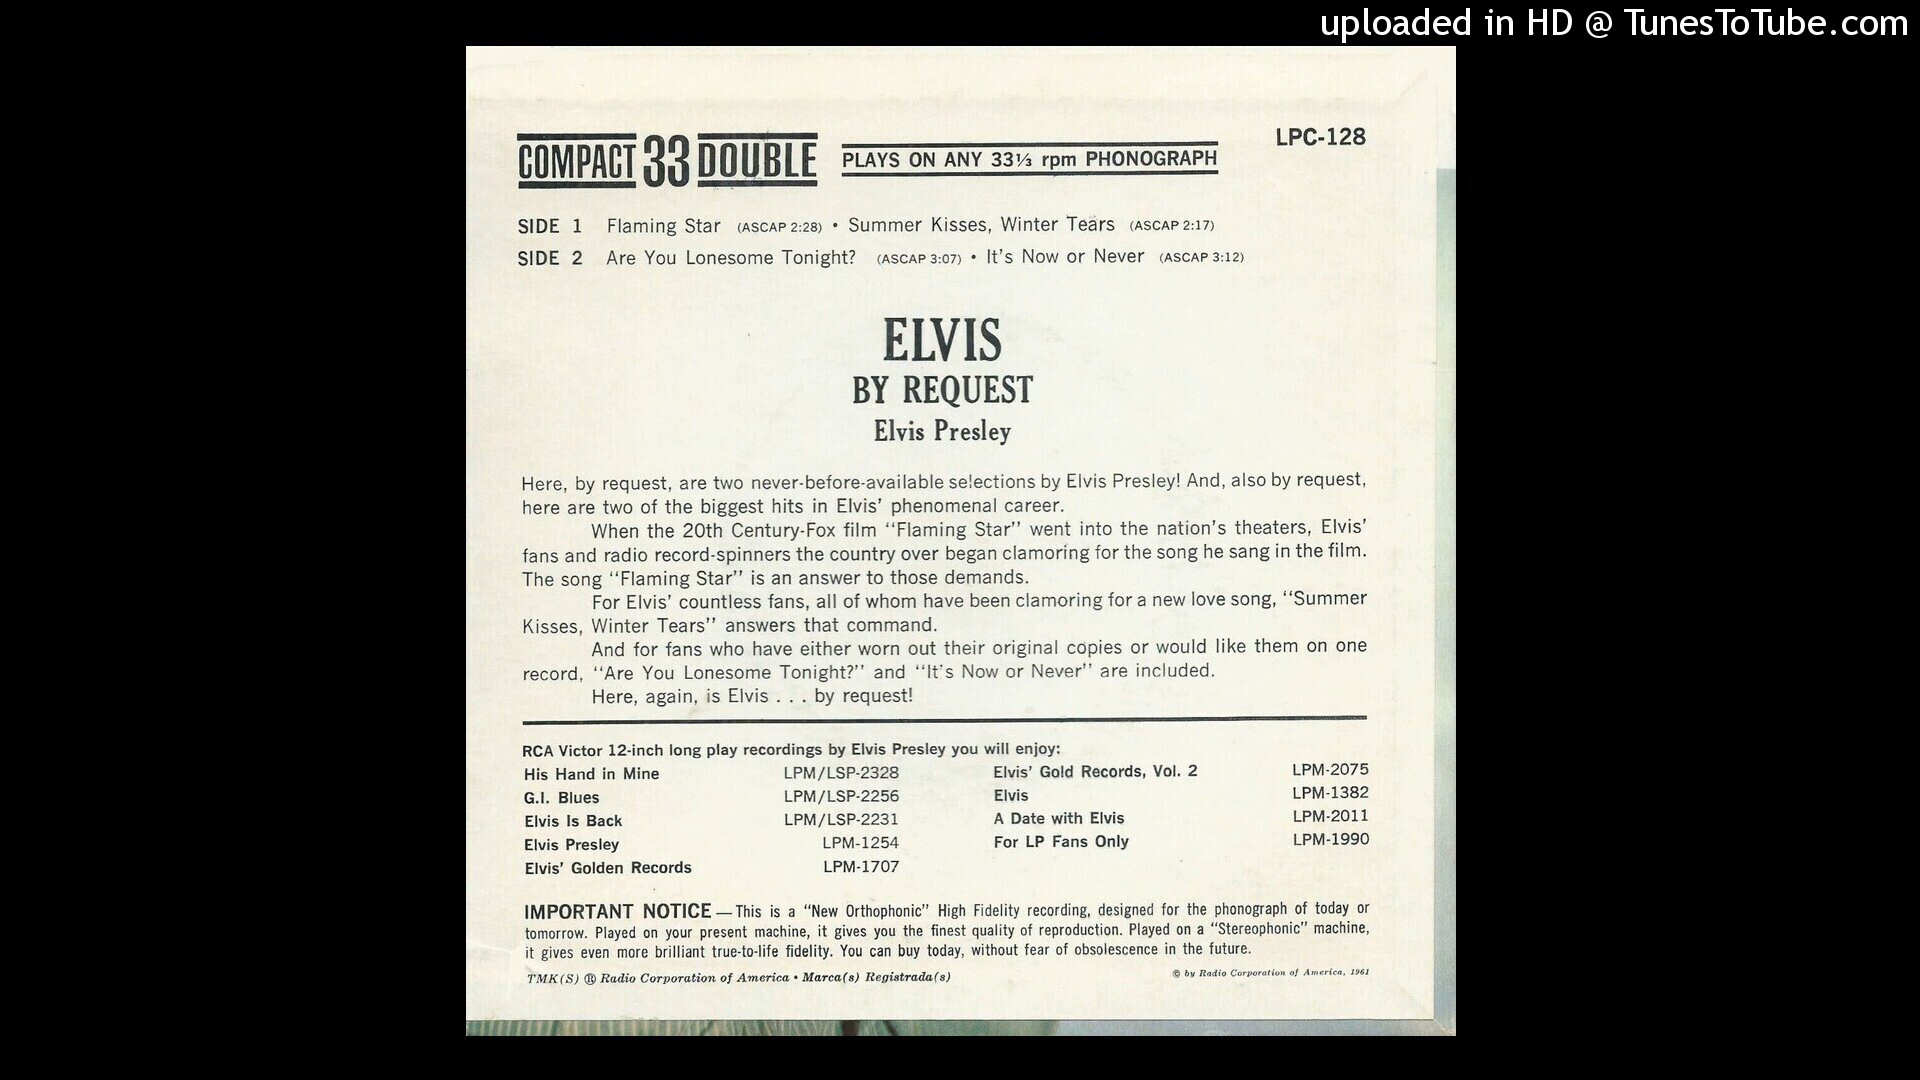 uploaded in HD @ TunesToTube.com
COMPACT 33 DOUBLE PLAYS ON ANY 33⅓ rpm PHONOGRAPH LPC-128
SIDE 1 Flaming Star (ASCAP 2:28) • Summer Kisses, Winter Tears (ASCAP 2:17)
SIDE 2 Are You Lonesome Tonight? (ASCAP 3:07) • It's Now or Never (ASCAP 3:12)
ELVIS
BY REQUEST
Elvis Presley
Here, by request, are two never-before-available selections by Elvis Presley! And, also by request,
here are two of the biggest hits in Elvis' phenomenal career.
When the 20th Century-Fox film "Flaming Star" went into the nation's theaters, Elvis'
fans and radio record-spinners the country over began clamoring for the song he sang in the film.
The song "Flaming Star" is an answer to those demands.
For Elvis' countless fans, all of whom have been clamoring for a new love song, "Summer
Kisses, Winter Tears" answers that command.
And for fans who have either worn out their original copies or would like them on one
record, "Are You Lonesome Tonight?" and "It's Now or Never" are included.
Here, again, is Elvis . . . by request!
RCA Victor 12-inch long play recordings by Elvis Presley you will enjoy:
His Hand in Mine LPM/LSP-2328 Elvis' Gold Records, Vol. 2 LPM-2075
G.I. Blues LPM/LSP-2256 Elvis LPM-1382
Elvis Is Back LPM/LSP-2231 A Date with Elvis LPM-2011
Elvis Presley LPM-1254 For LP Fans Only LPM-1990
Elvis' Golden Records LPM-1707
IMPORTANT NOTICE — This is a "New Orthophonic" High Fidelity recording, designed for the phonograph of today or
tomorrow. Played on your present machine, it gives you the finest quality of reproduction. Played on a "Stereophonic" machine,
it gives even more brilliant true-to-life fidelity. You can buy today, without fear of obsolescence in the future.
TMK(S) ® Radio Corporation of America • Marca(s) Registrada(s) © by Radio Corporation of America, 1961